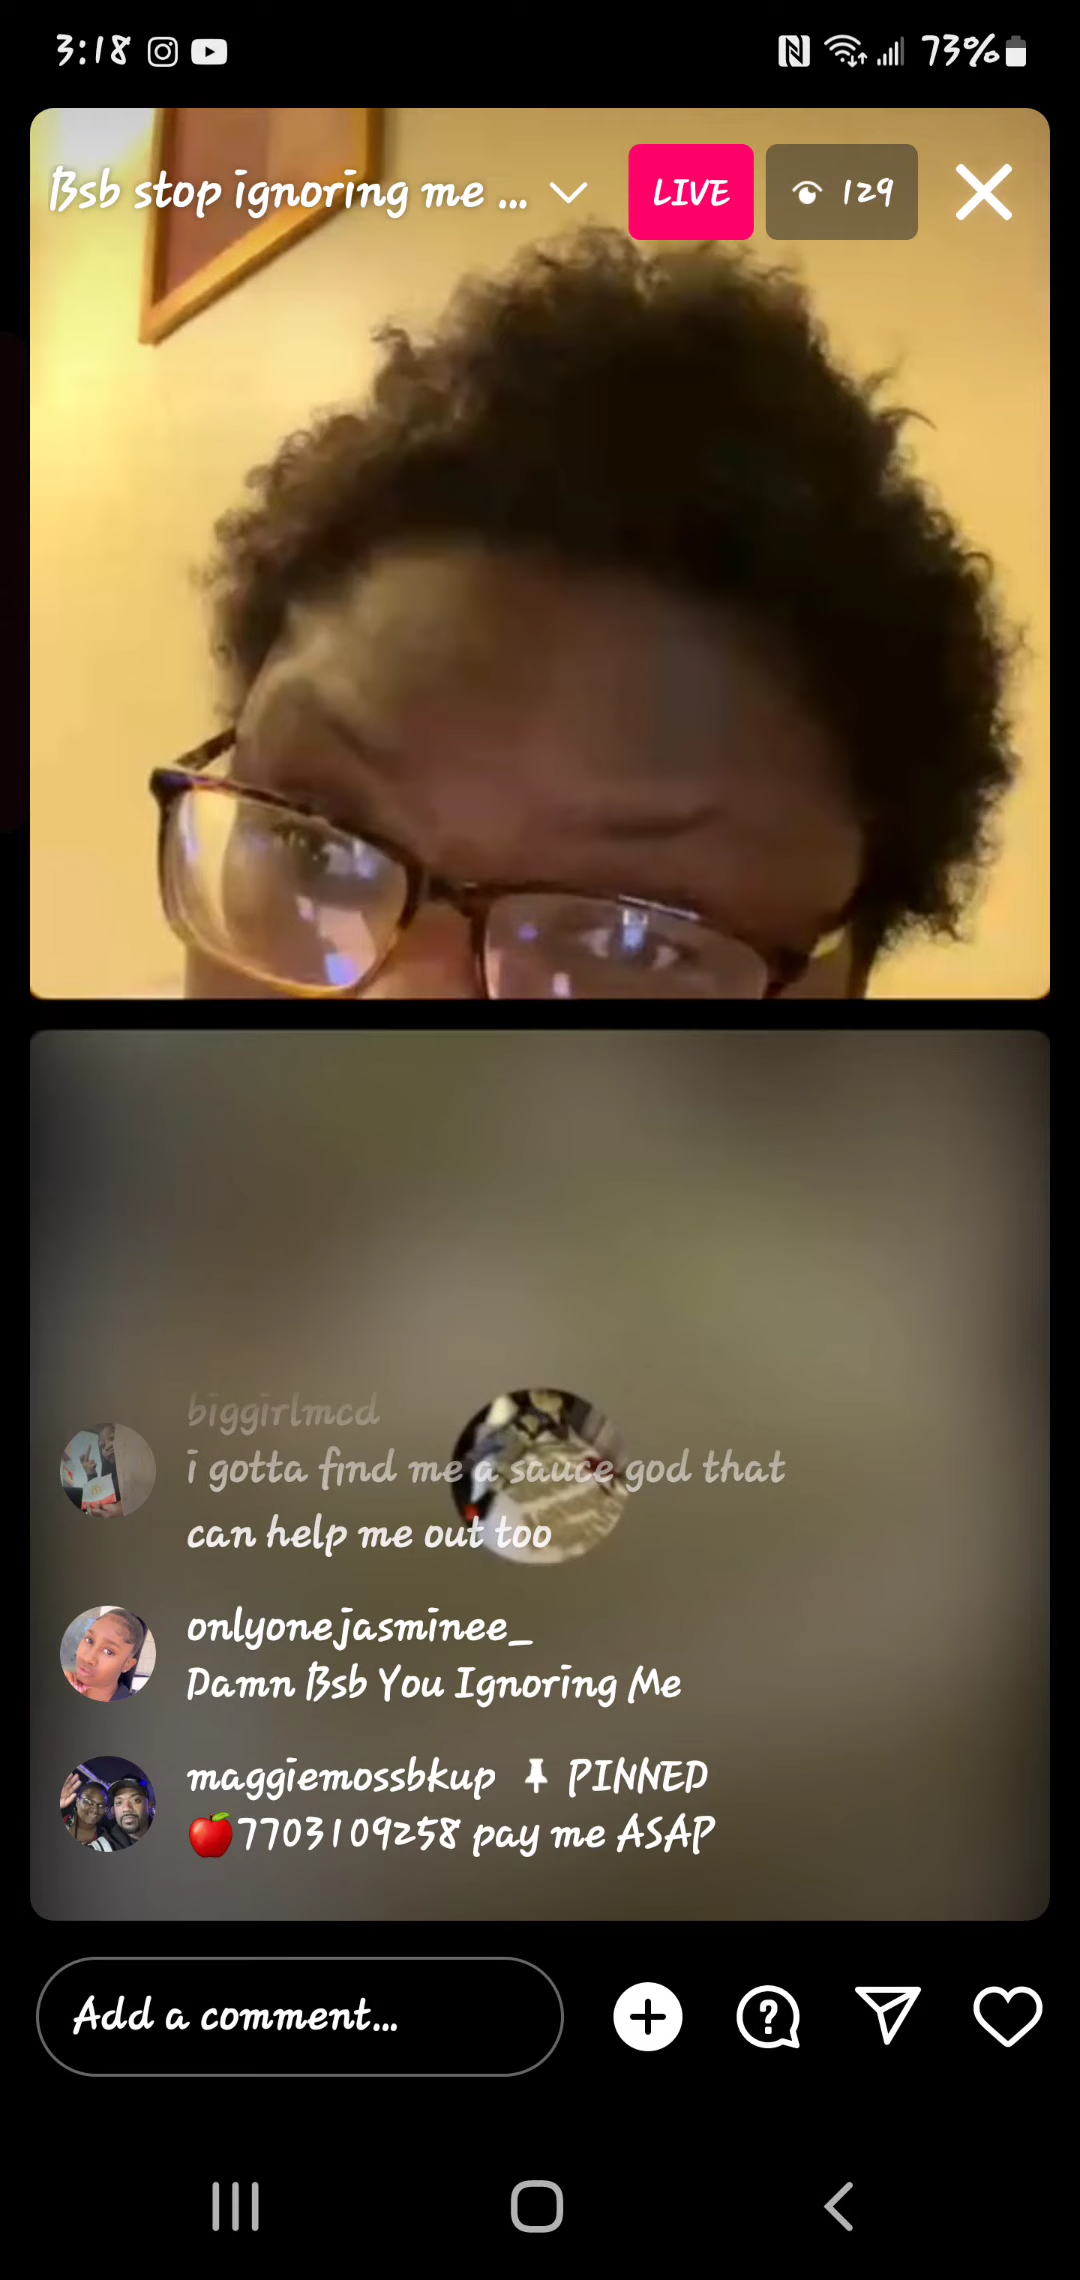 3:18
73%
Bsb stop ignoring me ...
LIVE
129
biggirlmcd
i gotta find me a sauce god that
can help me out too
onlyonejasminee_
Damn Bsb You Ignoring Me
maggiemossbkup 📌 PINNED
🍎7703109258 pay me ASAP
Add a comment...